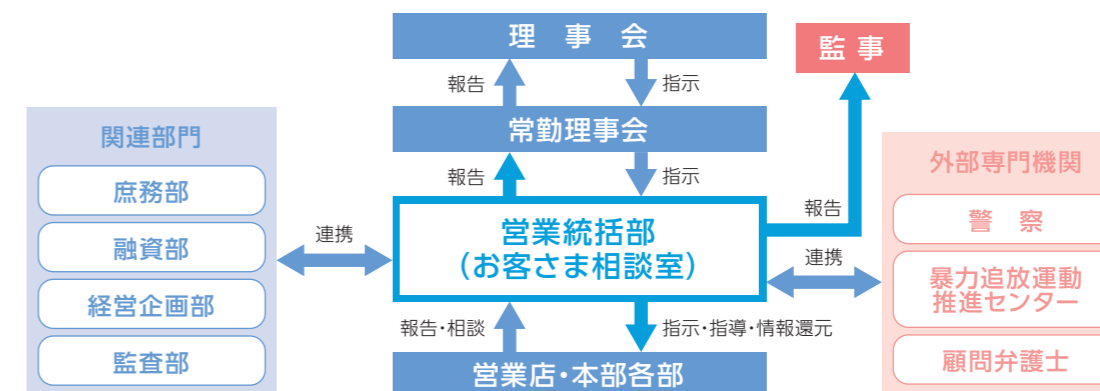 理 事 会
監 事
報告
指示
常勤理事会
報告
指示
関連部門
庶務部
融資部
経営企画部
監査部
連携
営業統括部
（お客さま相談室）
報告
連携
外部専門機関
警 察
暴力追放運動
推進センター
顧問弁護士
報告・相談
指示・指導・情報還元
営業店・本部各部